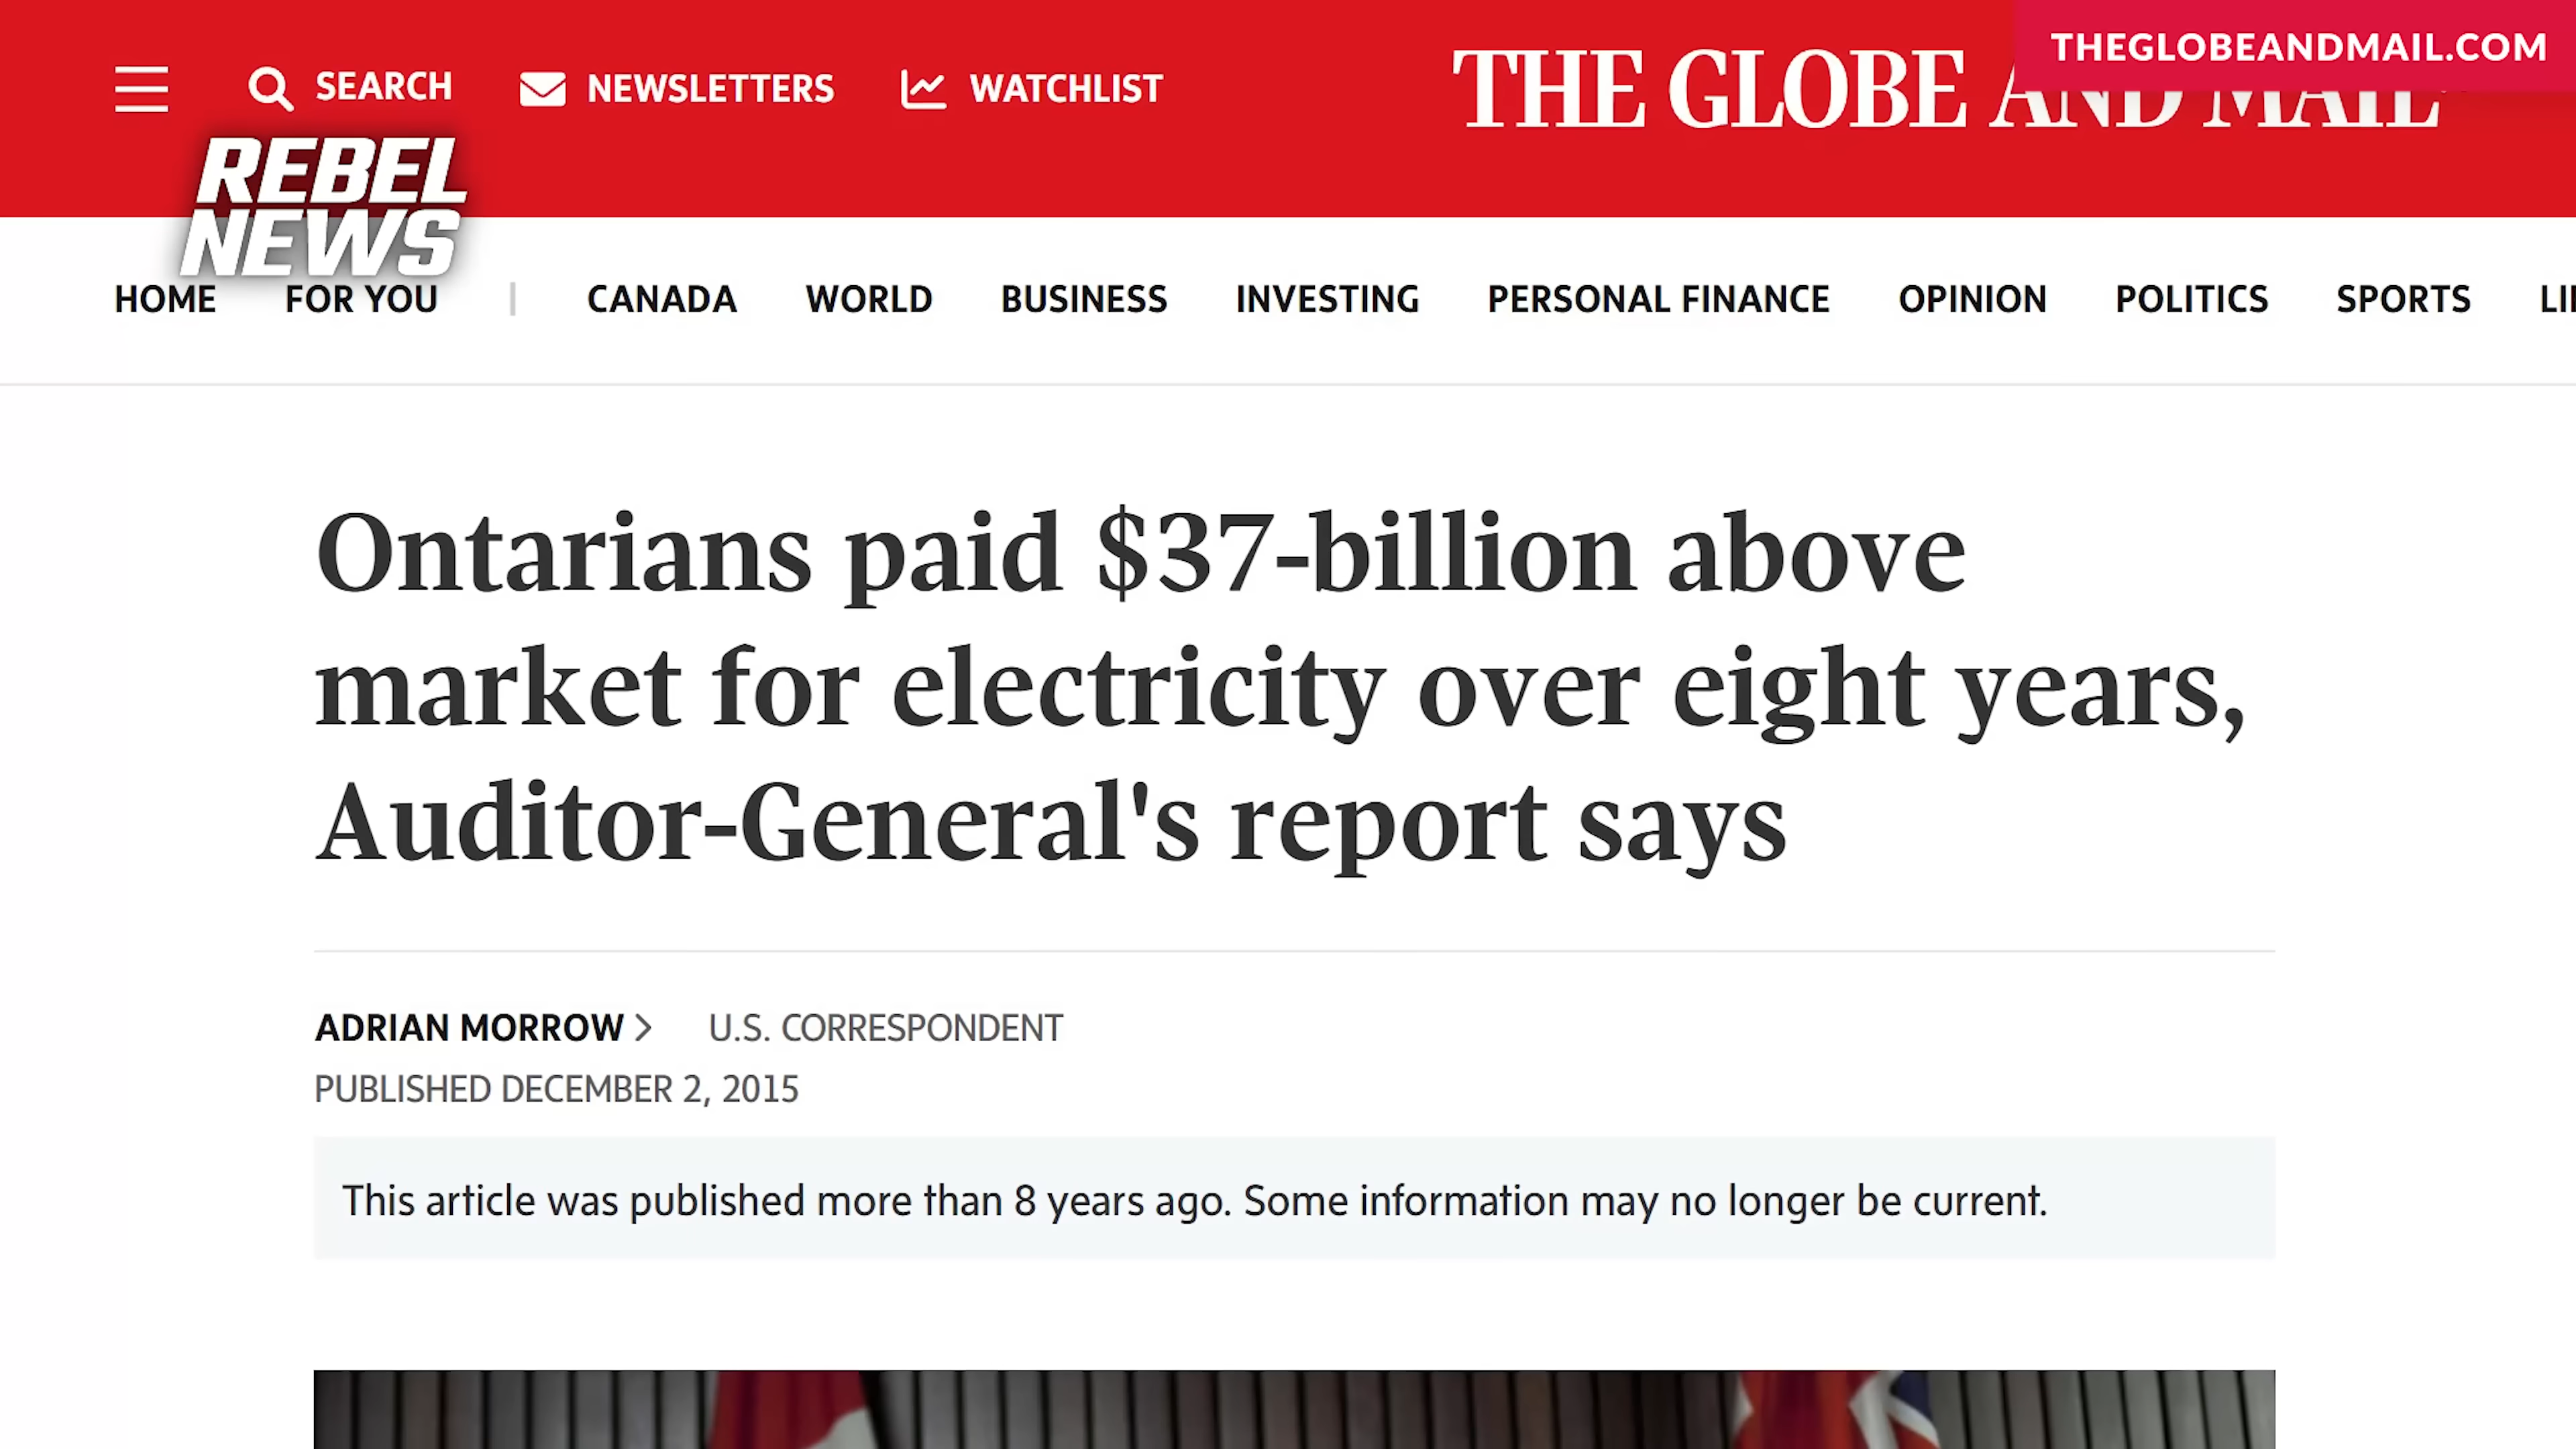 THEGLOBEANDMAIL.COM
SEARCH NEWSLETTERS WATCHLIST THE GLOBE AND MAIL
REBEL
NEWS
HOME FOR YOU | CANADA WORLD BUSINESS INVESTING PERSONAL FINANCE OPINION POLITICS SPORTS
Ontarians paid $37-billion above
market for electricity over eight years,
Auditor-General's report says
ADRIAN MORROW > U.S. CORRESPONDENT
PUBLISHED DECEMBER 2, 2015
This article was published more than 8 years ago. Some information may no longer be current.